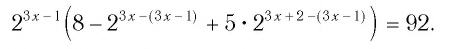 2^{3x-1}(8 - 2^{3x-(3x-1)} + 5 · 2^{3x+2-(3x-1)}) = 92.